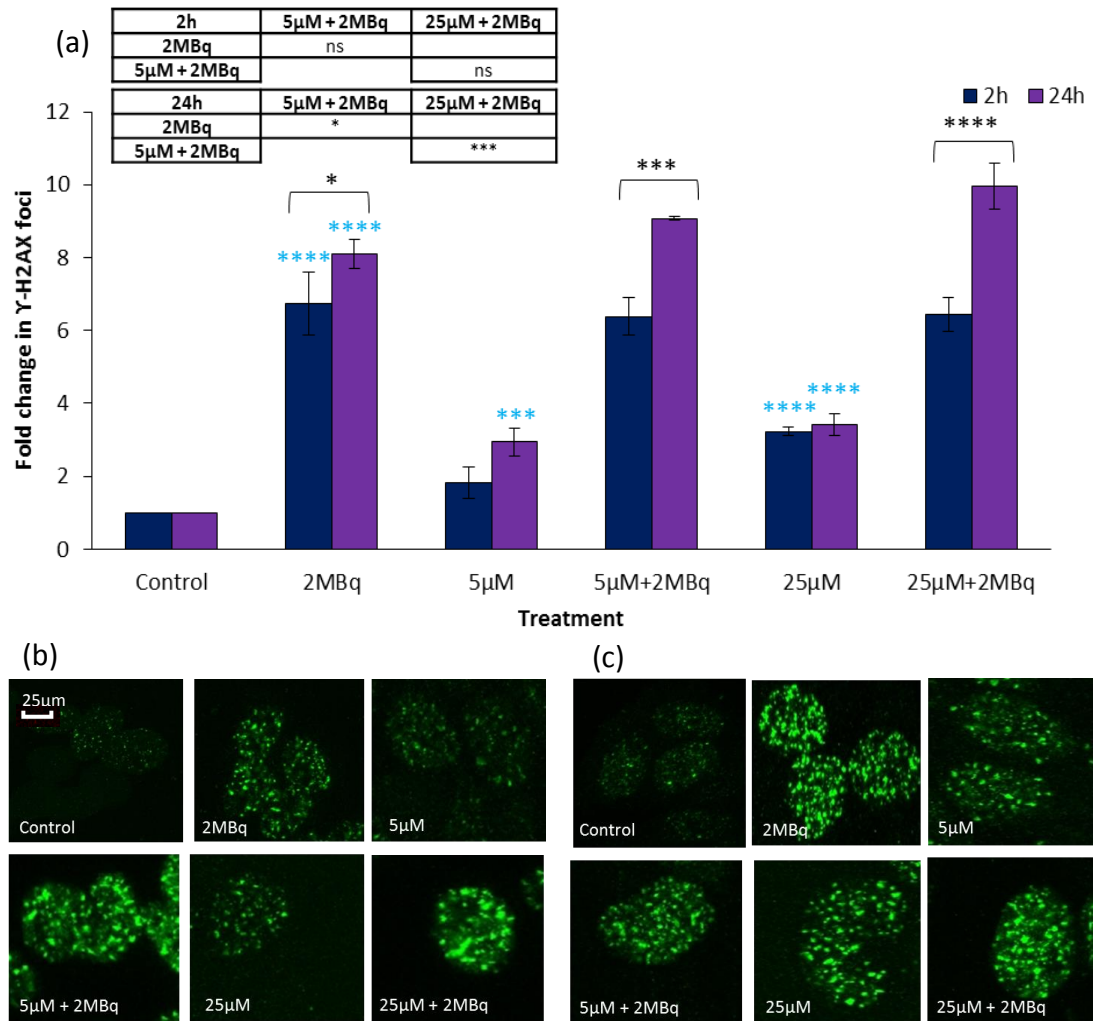 (a)
2h 5µM + 2MBq 25µM + 2MBq
2MBq ns
5µM + 2MBq ns
24h 5µM + 2MBq 25µM + 2MBq
2MBq *
5µM + 2MBq ***
2h 24h
Fold change in ϒ-H2AX foci
12
10
8
6
4
2
0
* *** ****
**** **** *** **** ****
Control 2MBq 5µM 5µM+2MBq 25µM 25µM+2MBq
Treatment
(b)
25µm
Control 2MBq 5µM
5µM + 2MBq 25µM 25µM + 2MBq
(c)
Control 2MBq 5µM
5µM + 2MBq 25µM 25µM + 2MBq